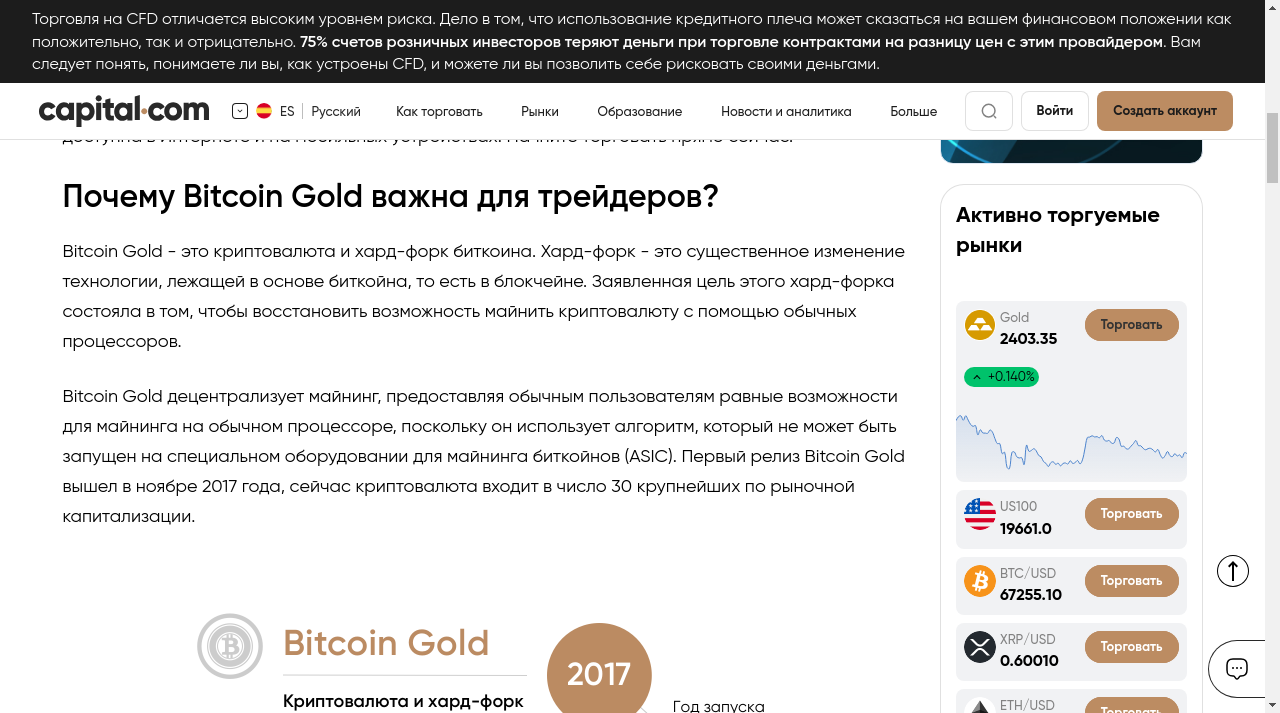 Торговля на CFD отличается высоким уровнем риска. Дело в том, что использование кредитного плеча может сказаться на вашем финансовом положении как
положительно, так и отрицательно. 75% счетов розничных инвесторов теряют деньги при торговле контрактами на разницу цен с этим провайдером. Вам
следует понять, понимаете ли вы, как устроены CFD, и можете ли вы позволить себе рисковать своими деньгами.
capital.com
ES
Русский
Как торговать
Рынки
Образование
Новости и аналитика
Больше
Войти
Создать аккаунт
доступна в Интернете и на мобильных устройствах. Начните торговать прямо сейчас.
Почему Bitcoin Gold важна для трейдеров?
Bitcoin Gold - это криптовалюта и хард-форк биткоина. Хард-форк - это существенное изменение
технологии, лежащей в основе биткойна, то есть в блокчейне. Заявленная цель этого хард-форка
состояла в том, чтобы восстановить возможность майнить криптовалюту с помощью обычных
процессоров.
Bitcoin Gold децентрализует майнинг, предоставляя обычным пользователям равные возможности
для майнинга на обычном процессоре, поскольку он использует алгоритм, который не может быть
запущен на специальном оборудовании для майнинга биткойнов (ASIC). Первый релиз Bitcoin Gold
вышел в ноябре 2017 года, сейчас криптовалюта входит в число 30 крупнейших по рыночной
капитализации.
Bitcoin Gold
Криптовалюта и хард-форк
2017
Год запуска
Активно торгуемые
рынки
Gold
2403.35
Торговать
+0.140%
US100
19661.0
Торговать
BTC/USD
67255.10
Торговать
XRP/USD
0.60010
Торговать
ETH/USD
Торговать